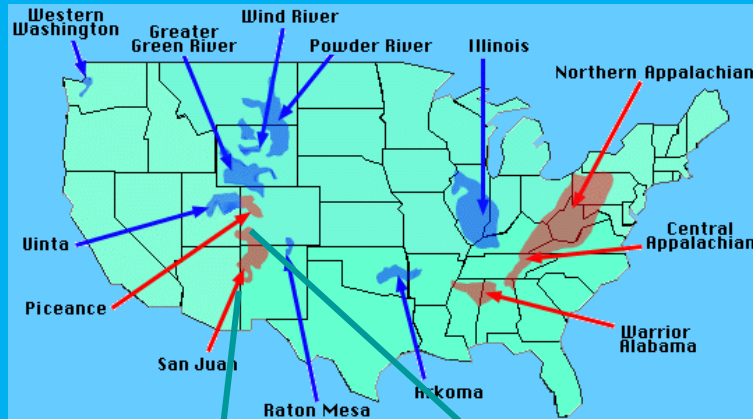 Western
Washington
Greater
Green River
Wind River
Powder River
Illinois
Northern Appalachian
Uinta
Central
Appalachian
Piceance
San Juan
Warrior
Alabama
Raton Mesa
Arkoma